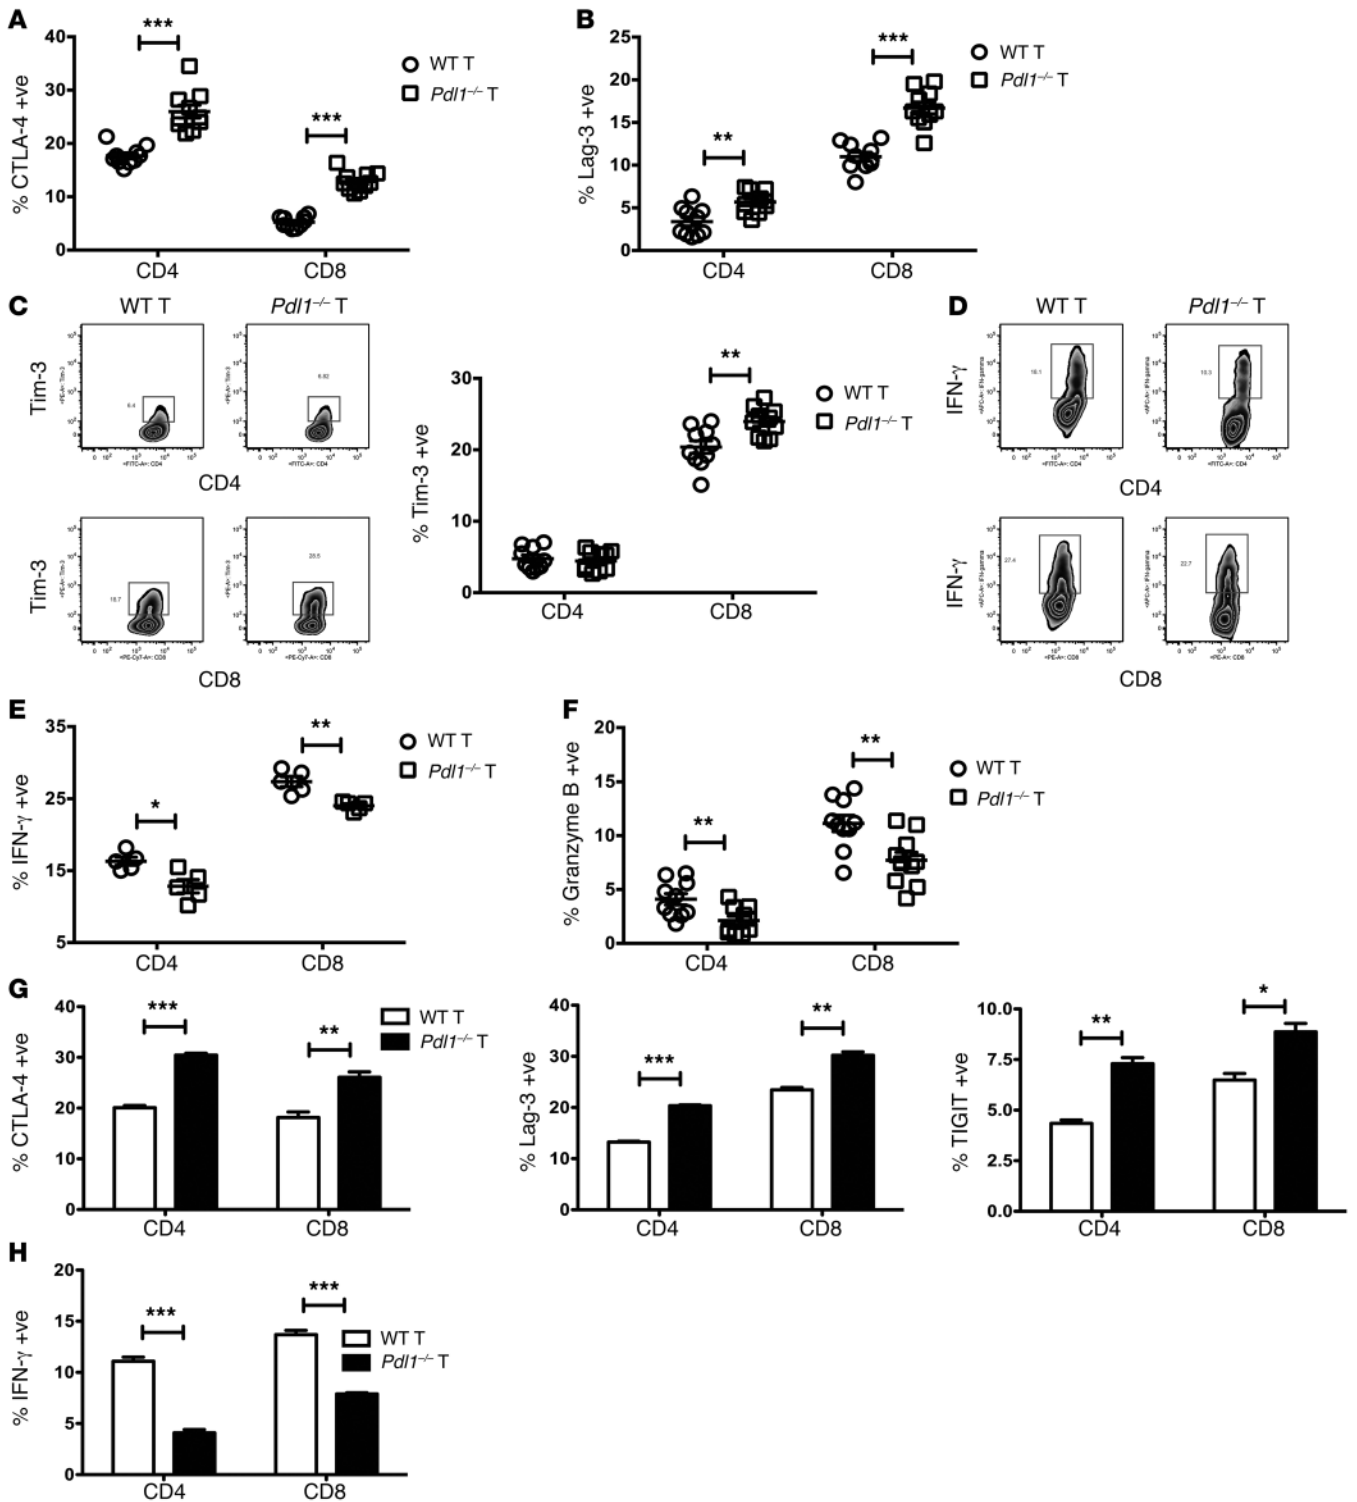 A
***
40
30
20
10
0
% CTLA-4 +ve
***
CD4
CD8
WT T
Pdl1⁻/⁻ T
B
25
20
15
10
5
0
% Lag-3 +ve
**
***
CD4
CD8
WT T
Pdl1⁻/⁻ T
C
WT T
Pdl1⁻/⁻ T
Tim-3
6.82
CD4
Tim-3
CD8
30
20
10
0
% Tim-3 +ve
**
CD4
CD8
WT T
Pdl1⁻/⁻ T
D
WT T
Pdl1⁻/⁻ T
IFN-γ
CD4
IFN-γ
27.4
22.7
CD8
E
35
25
15
5
% IFN-γ +ve
*
**
CD4
CD8
WT T
Pdl1⁻/⁻ T
F
20
15
10
5
0
% Granzyme B +ve
**
**
CD4
CD8
WT T
Pdl1⁻/⁻ T
G
40
30
20
10
0
% CTLA-4 +ve
***
**
CD4
CD8
WT T
Pdl1⁻/⁻ T
40
30
20
10
0
% Lag-3 +ve
***
**
CD4
CD8
10.0
7.5
5.0
2.5
0.0
% TIGIT +ve
**
*
CD4
CD8
H
20
15
10
5
0
% IFN-γ +ve
***
***
CD4
CD8
WT T
Pdl1⁻/⁻ T